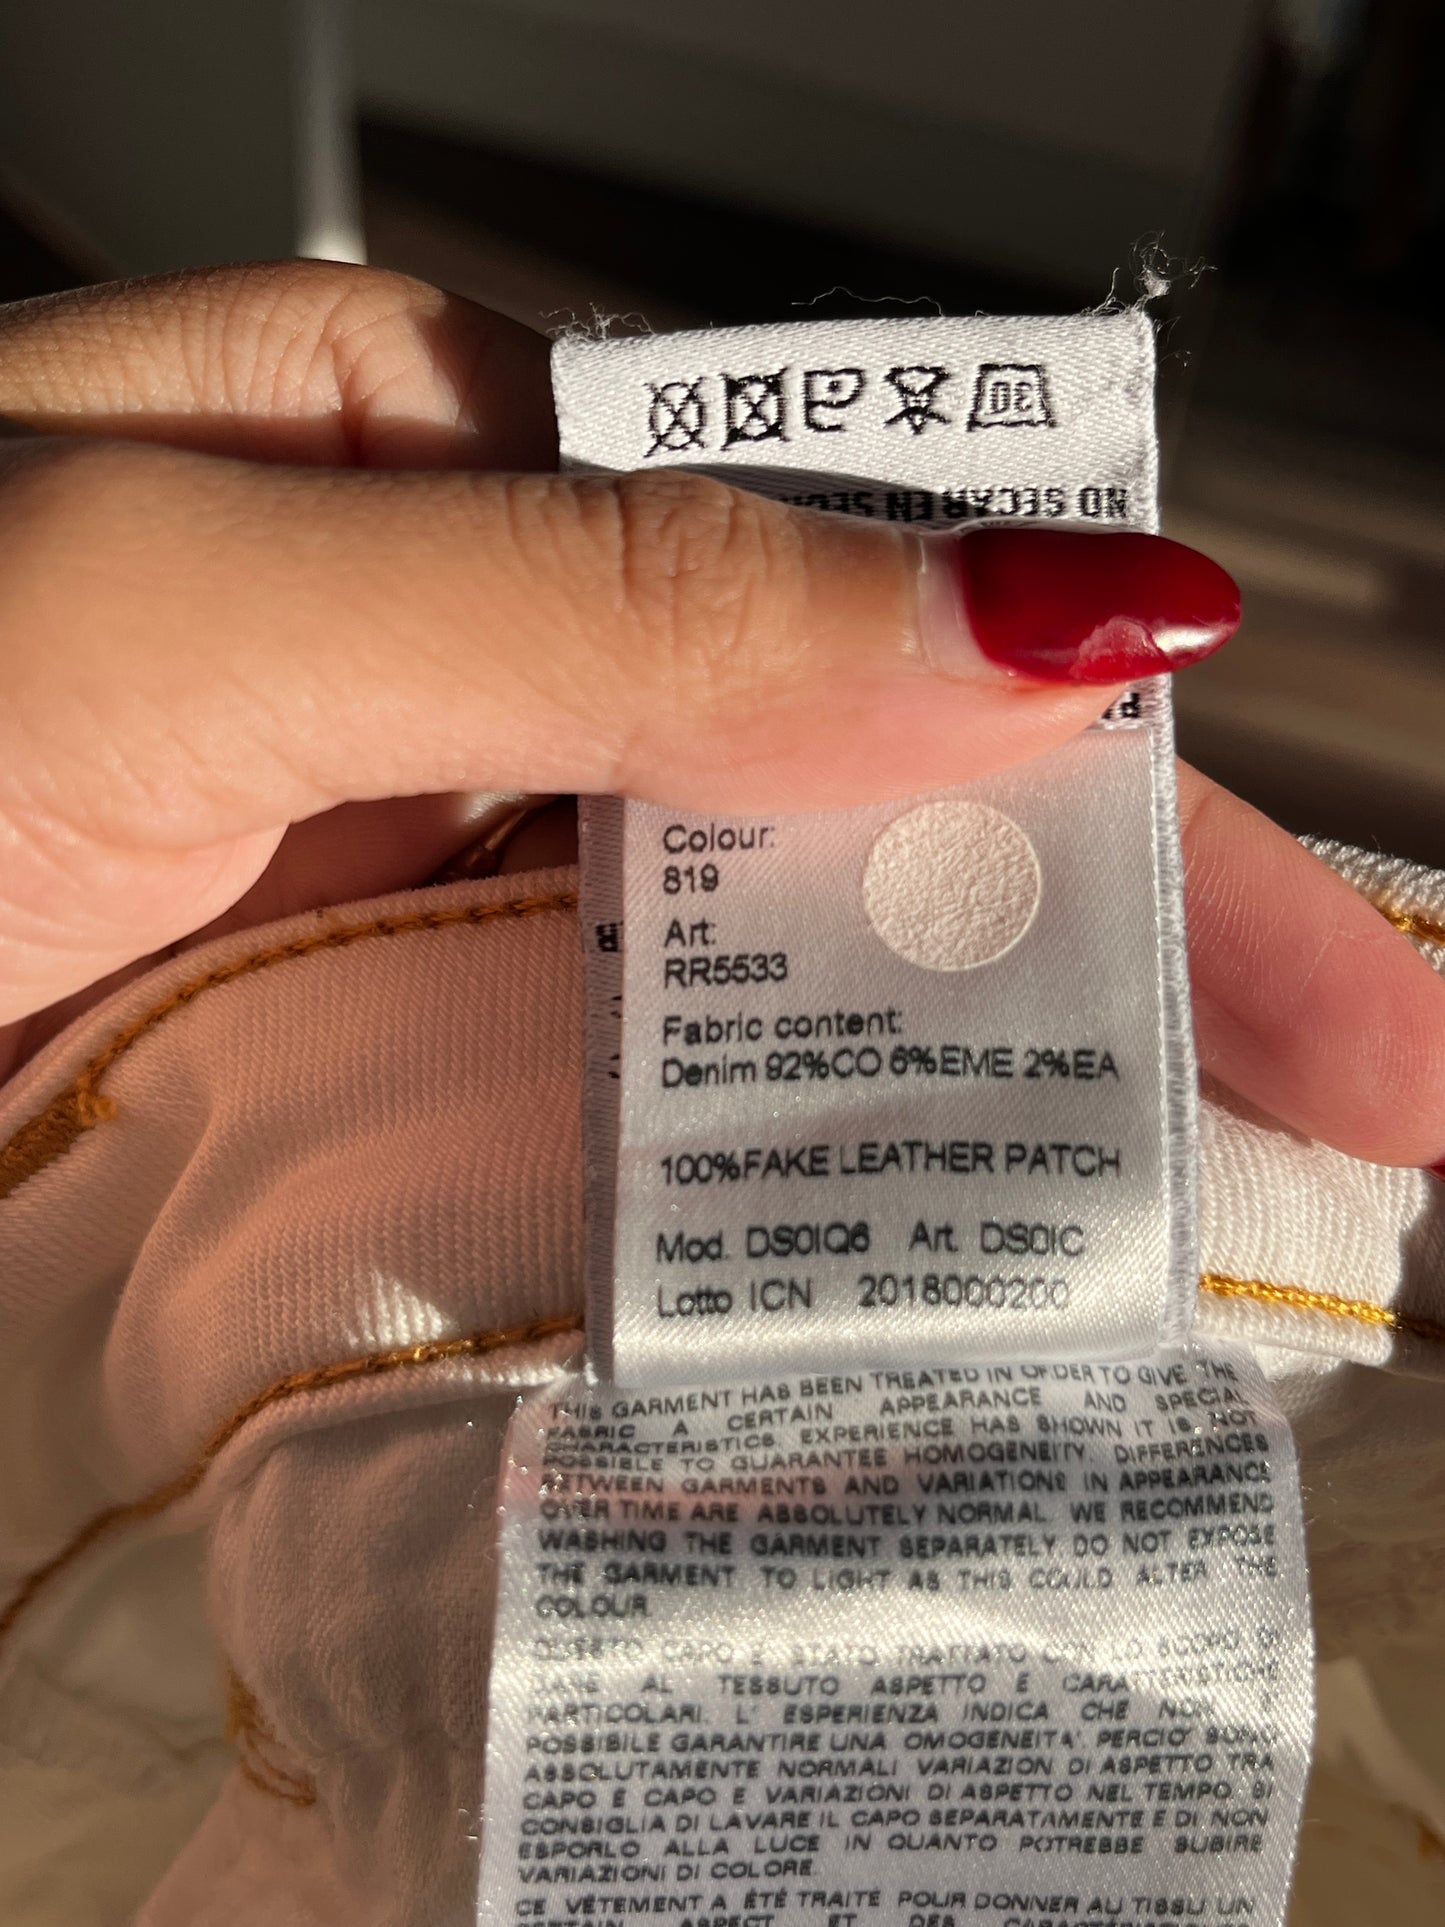 30
NO SECAR EN
Colour:
819
Art:
RR5533
Fabric content:
Denim 92%CO 6%EME 2%EA
100%FAKE LEATHER PATCH
Mod. DS0IQ6 Art. DS0IC
Lotto ICN 2018000200
THIS GARMENT HAS BEEN TREATED IN ORDER TO GIVE THE
FABRIC A CERTAIN APPEARANCE AND SPECIAL
CHARACTERISTICS. EXPERIENCE HAS SHOWN IT IS NOT
POSSIBLE TO GUARANTEE HOMOGENEITY. DIFFERENCES
BETWEEN GARMENTS AND VARIATIONS IN APPEARANCE
OVER TIME ARE ABSOLUTELY NORMAL. WE RECOMMEND
WASHING THE GARMENT SEPARATELY DO NOT EXPOSE
THE GARMENT TO LIGHT AS THIS COULD ALTER THE
COLOUR.
QUESTO CAPO E' STATO TRATTATO CON LO SCOPO DI
DARE AL TESSUTO ASPETTO E CARATTERISTICHE
PARTICOLARI. L' ESPERIENZA INDICA CHE NON E'
POSSIBILE GARANTIRE UNA OMOGENEITA'. PERCIO' SONO
ASSOLUTAMENTE NORMALI VARIAZION DI ASPETTO TRA
CAPO E CAPO E VARIAZIONI DI ASPETTO NEL TEMPO. SI
CONSIGLIA DI LAVARE IL CAPO SEPARATAMENTE E DI NON
ESPORLO ALLA LUCE IN QUANTO POTREBBE SUBIRE
VARIAZIONI DI COLORE.
CE VÊTEMENT A ÉTÉ TRAITÉ POUR DONNER AU TISSU UN
CERTAIN ASPECT ET DES CARACTÉRISTIQUES